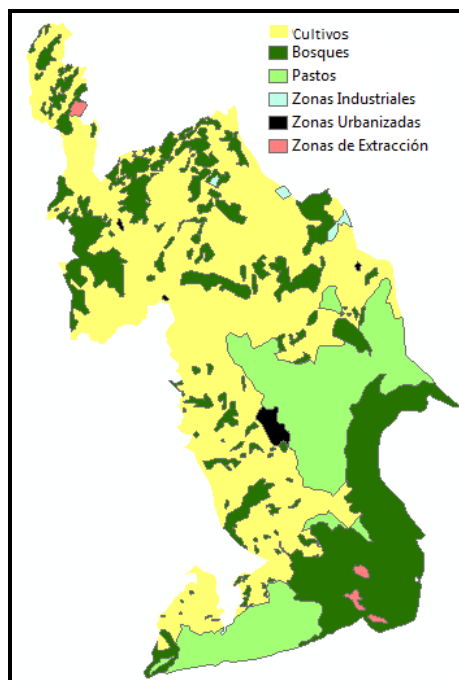 Cultivos
Bosques
Pastos
Zonas Industriales
Zonas Urbanizadas
Zonas de Extracción